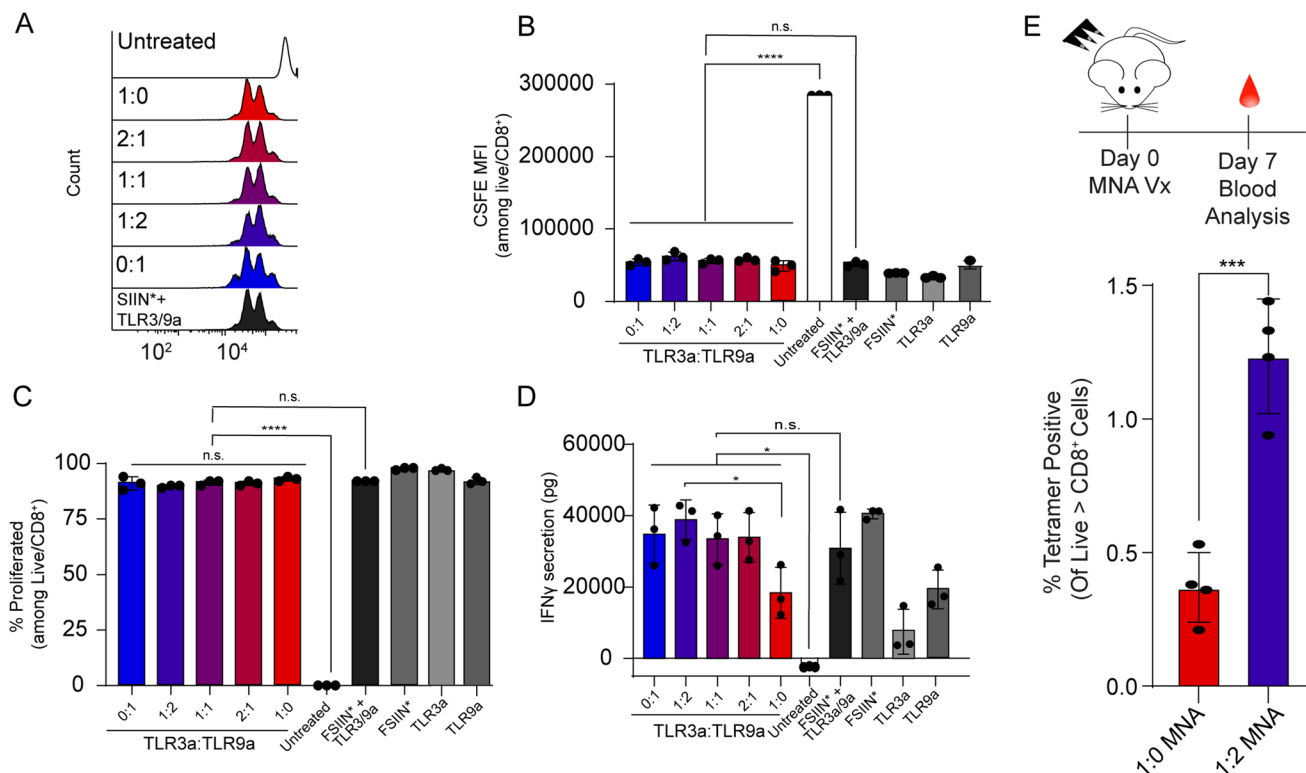 A
Untreated
1:0
2:1
1:1
1:2
0:1
SIIN*+
TLR3/9a
Count
10²
10⁴
B
n.s.
****
300000
200000
100000
0
CSFE MFI
(among live/CD8⁺)
0:1
1:2
1:1
2:1
1:0
Untreated
FSIIN* +
TLR3/9a
FSIIN*
TLR3a
TLR9a
TLR3a:TLR9a
C
n.s.
****
n.s.
100
75
50
25
0
% Proliferated
(among Live/CD8⁺)
0:1
1:2
1:1
2:1
1:0
Untreated
FSIIN* +
TLR3/9a
FSIIN*
TLR3a
TLR9a
TLR3a:TLR9a
D
n.s.
*
*
60000
40000
20000
0
IFNγ secretion (pg)
0:1
1:2
1:1
2:1
1:0
Untreated
FSIIN* +
TLR3a/9a
FSIIN*
TLR3a
TLR9a
TLR3a:TLR9a
E
Day 0
MNA Vx
Day 7
Blood
Analysis
***
1.5
1.0
0.5
0.0
% Tetramer Positive
(Of Live > CD8⁺ Cells)
1:0 MNA
1:2 MNA